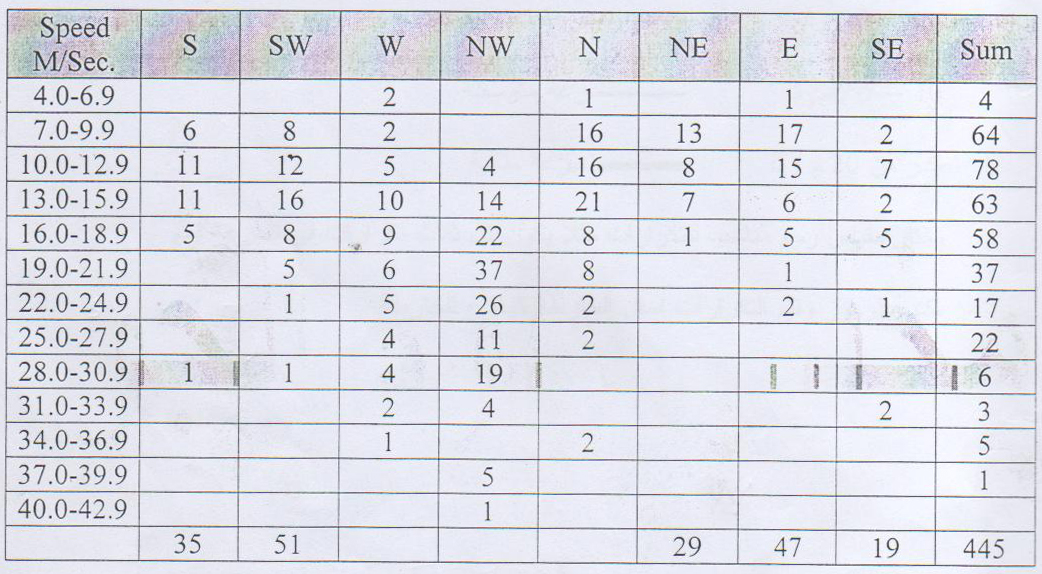 Speed M/Sec. S SW W NW N NE E SE Sum
4.0-6.9 2 1 1 4
7.0-9.9 6 8 2 16 13 17 2 64
10.0-12.9 11 12 5 4 16 8 15 7 78
13.0-15.9 11 16 10 14 21 7 6 2 63
16.0-18.9 5 8 9 22 8 1 5 5 58
19.0-21.9 5 6 37 8 1 37
22.0-24.9 1 5 26 2 2 1 17
25.0-27.9 4 11 2 22
28.0-30.9 1 1 4 19 6
31.0-33.9 2 4 2 3
34.0-36.9 1 2 5
37.0-39.9 5 1
40.0-42.9 1
35 51 29 47 19 445